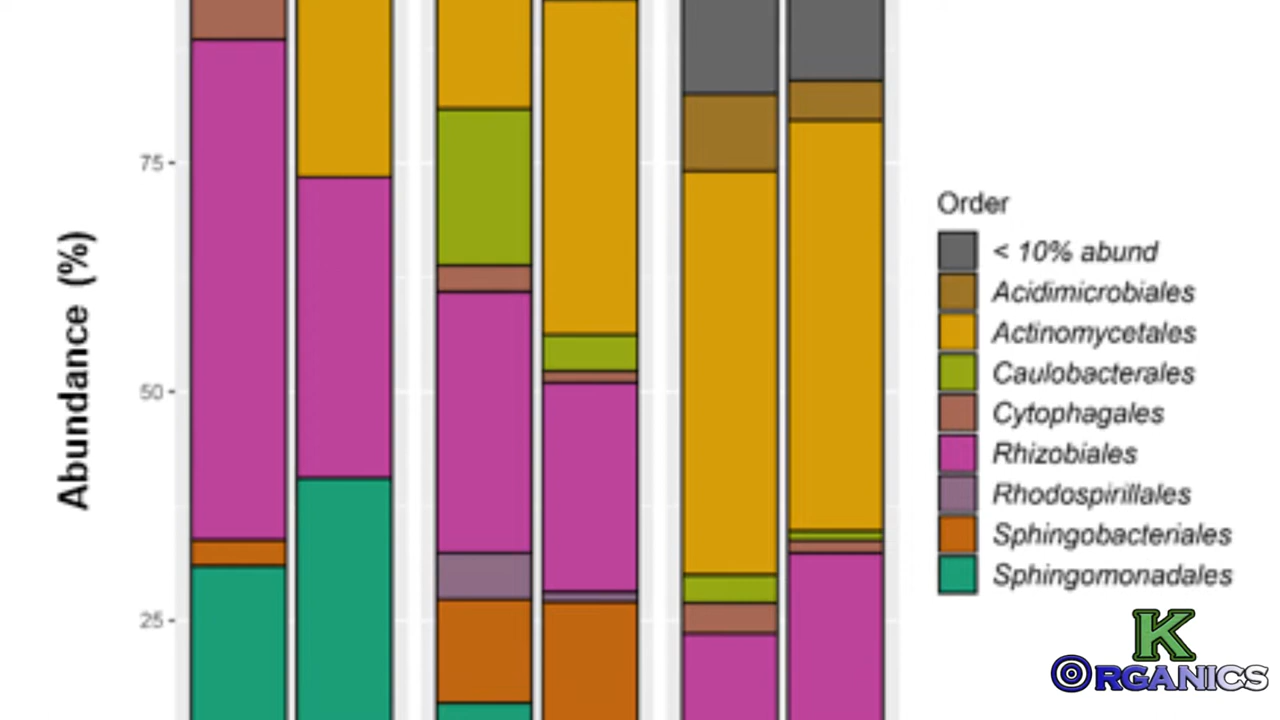 Abundance (%)
75
50
25
Order
< 10% abund
Acidimicrobiales
Actinomycetales
Caulobacterales
Cytophagales
Rhizobiales
Rhodospirillales
Sphingobacteriales
Sphingomonadales
K
ORGANICS